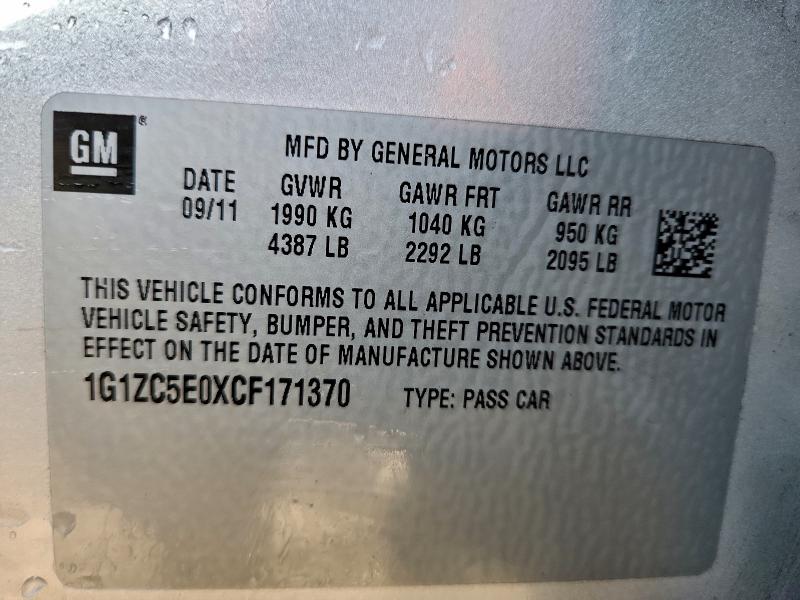 GM®
MFD BY GENERAL MOTORS LLC
DATE GVWR GAWR FRT GAWR RR
09/11 1990 KG 1040 KG 950 KG
4387 LB 2292 LB 2095 LB
THIS VEHICLE CONFORMS TO ALL APPLICABLE U.S. FEDERAL MOTOR
VEHICLE SAFETY, BUMPER, AND THEFT PREVENTION STANDARDS IN
EFFECT ON THE DATE OF MANUFACTURE SHOWN ABOVE.
1G1ZC5E0XCF171370 TYPE: PASS CAR